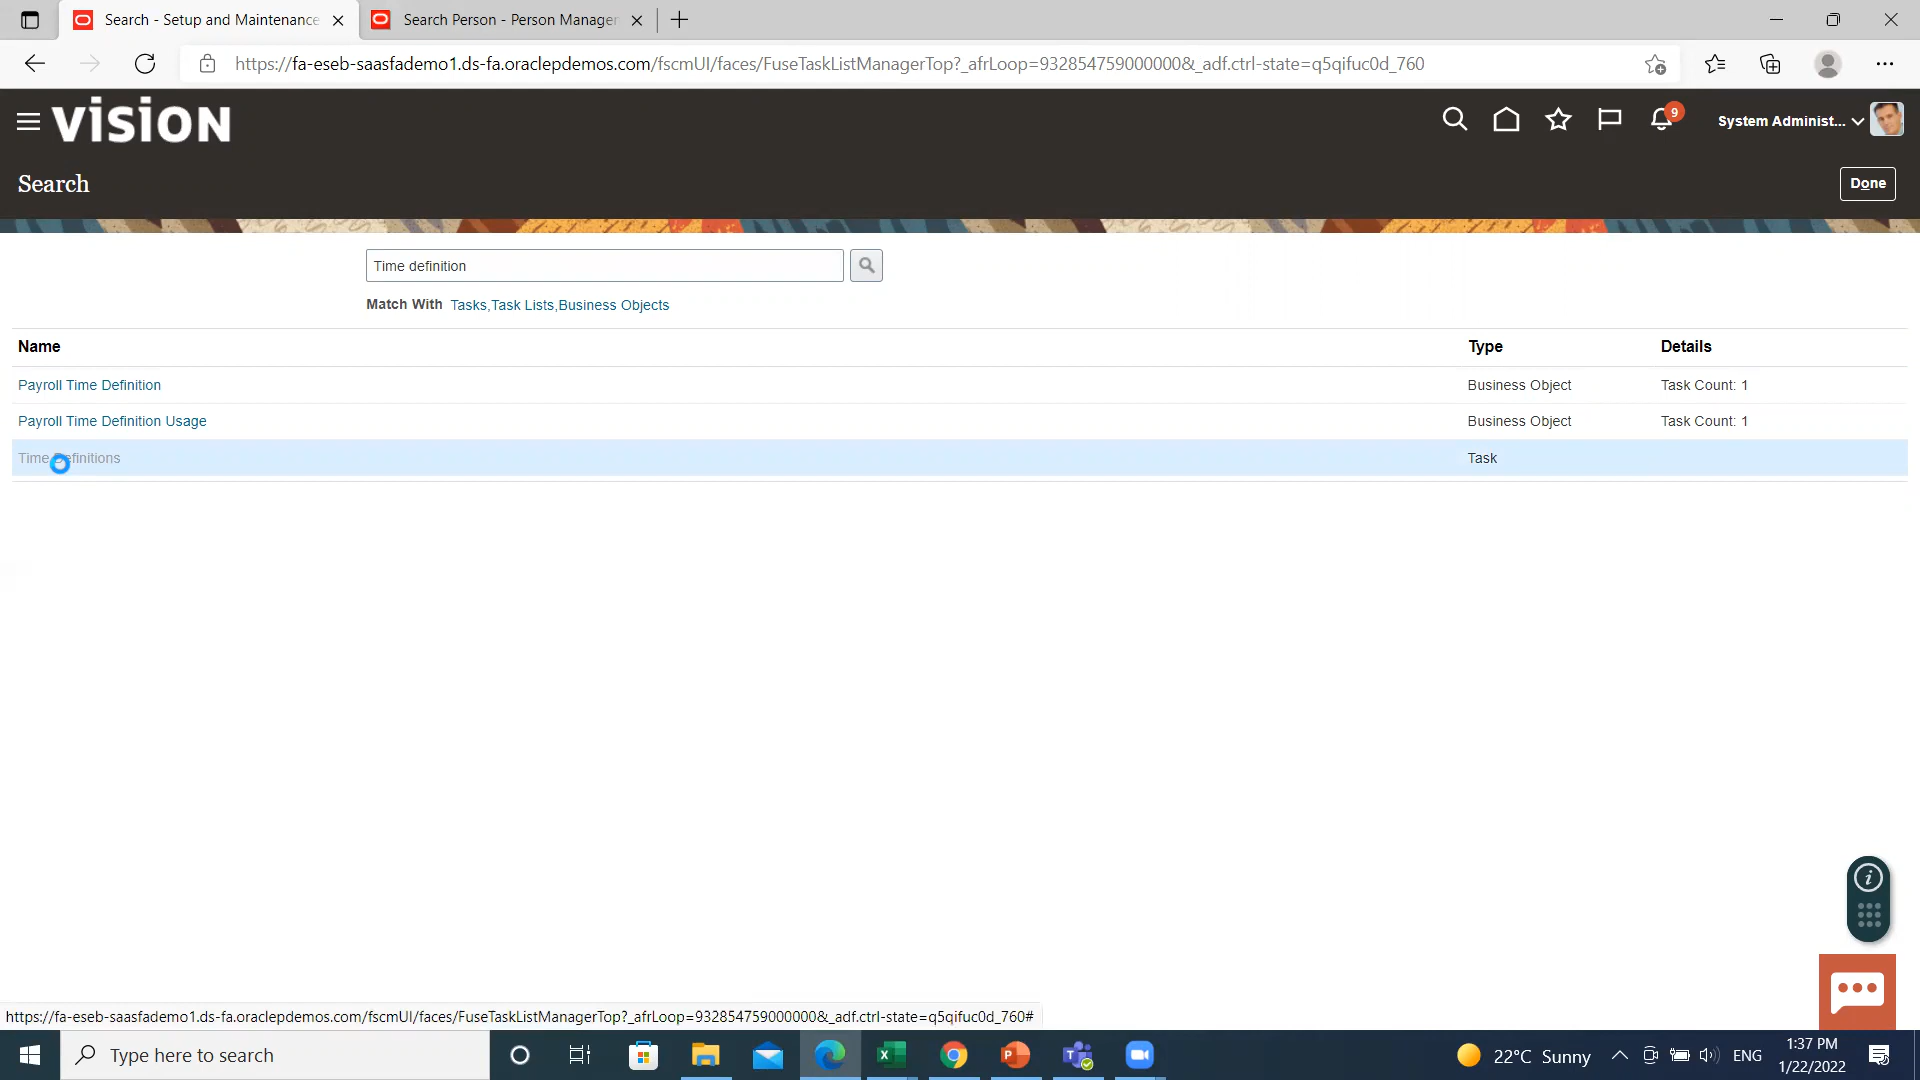 Search - Setup and Maintenance
Search Person - Person Manager
https://fa-eseb-saasfademo1.ds-fa.oraclepdemos.com/fscmUI/faces/FuseTaskListManagerTop?_afrLoop=932854759000000&_adf.ctrl-state=q5qifuc0d_760
vision
9
System Administ...
Search
Done
Time definition
Match With Tasks,Task Lists,Business Objects
Name Type Details
Payroll Time Definition Business Object Task Count: 1
Payroll Time Definition Usage Business Object Task Count: 1
Time Definitions Task
https://fa-eseb-saasfademo1.ds-fa.oraclepdemos.com/fscmUI/faces/FuseTaskListManagerTop?_afrLoop=932854759000000&_adf.ctrl-state=q5qifuc0d_760#
Type here to search
22°C Sunny
ENG
1:37 PM
1/22/2022